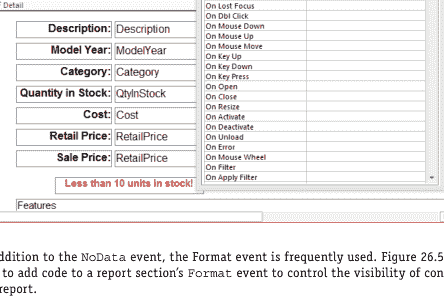 Detail
Description: Description
Model Year: ModelYear
Category: Category
Quantity in Stock: QtyInStock
Cost: Cost
Retail Price: RetailPrice
Sale Price: RetailPrice
Less than 10 units in stock!
Features
On Lost Focus
On Dbl Click
On Mouse Down
On Mouse Up
On Mouse Move
On Key Up
On Key Down
On Key Press
On Open
On Close
On Resize
On Activate
On Deactivate
On Unload
On Error
On Mouse Wheel
On Filter
On Apply Filter
ddition to the NoData event, the Format event is frequently used. Figure 26.5
to add code to a report section's Format event to control the visibility of con
report.